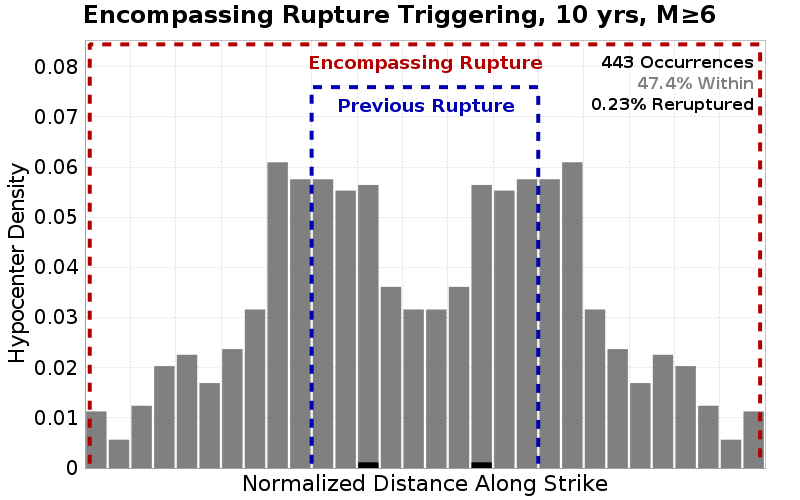 Encompassing Rupture Triggering, 10 yrs, M≥6
Encompassing Rupture
443 Occurrences
47.4% Within
0.23% Reruptured
Previous Rupture
Hypocenter Density
0.08
0.07
0.06
0.05
0.04
0.03
0.02
0.01
0
Normalized Distance Along Strike